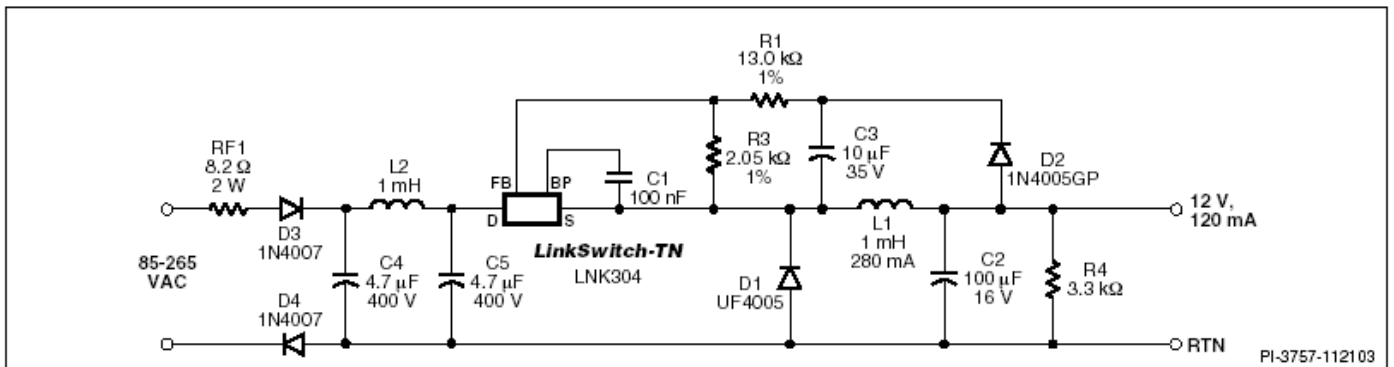 R1
13.0 kΩ
1%
RF1
8.2 Ω
2 W
L2
1 mH
FB
BP
C1
100 nF
R3
2.05 kΩ
1%
C3
10 μF
35 V
D2
1N4005GP
D
S
12 V,
120 mA
D3
1N4007
LinkSwitch-TN
LNK304
L1
1 mH
280 mA
85-265
VAC
C4
4.7 μF
400 V
C5
4.7 μF
400 V
D1
UF4005
C2
100 μF
16 V
R4
3.3 kΩ
D4
1N4007
RTN
PI-3757-112103